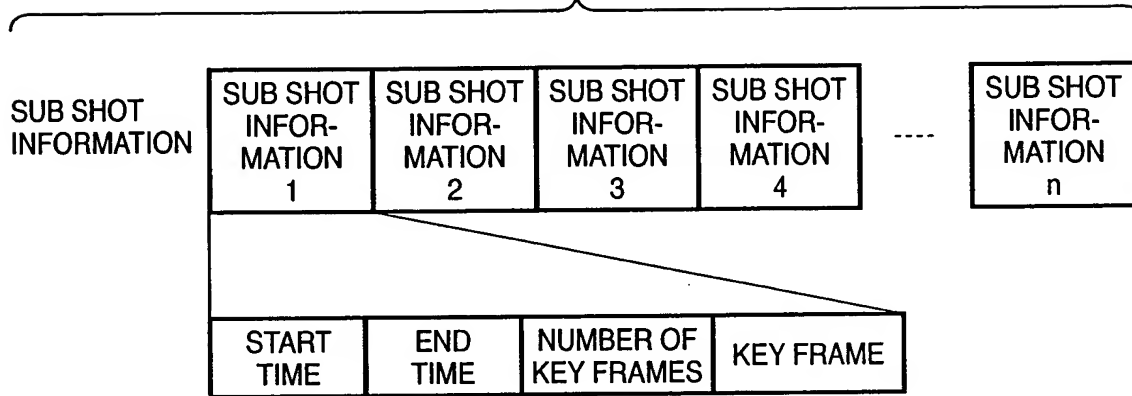 SUB SHOT
INFORMATION
SUB SHOT
INFOR-
MATION
1
SUB SHOT
INFOR-
MATION
2
SUB SHOT
INFOR-
MATION
3
SUB SHOT
INFOR-
MATION
4
----
SUB SHOT
INFOR-
MATION
n
START
TIME
END
TIME
NUMBER OF
KEY FRAMES
KEY FRAME